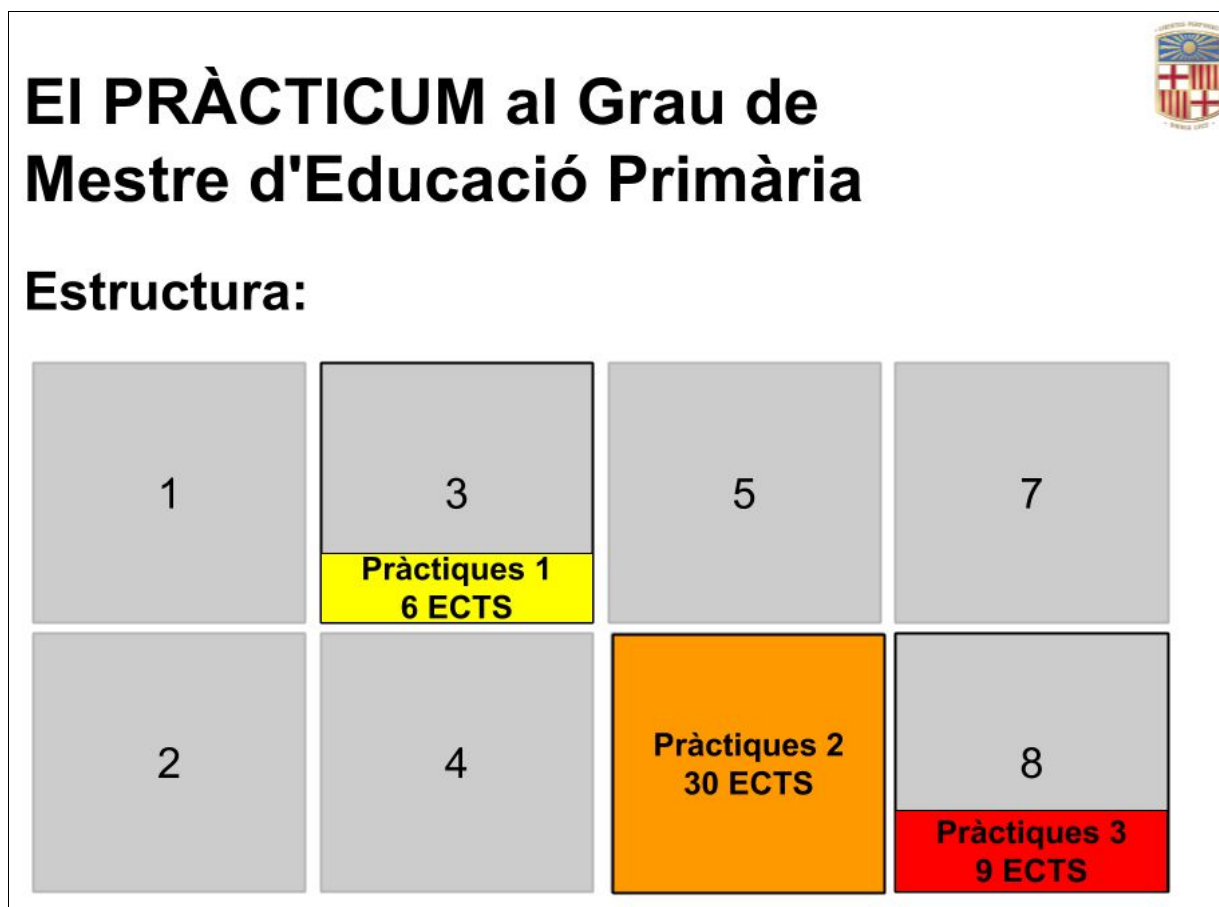 El PRÀCTICUM al Grau de
Mestre d'Educació Primària
Estructura:
1
3
5
7
Pràctiques 1
6 ECTS
2
4
Pràctiques 2
30 ECTS
8
Pràctiques 3
9 ECTS